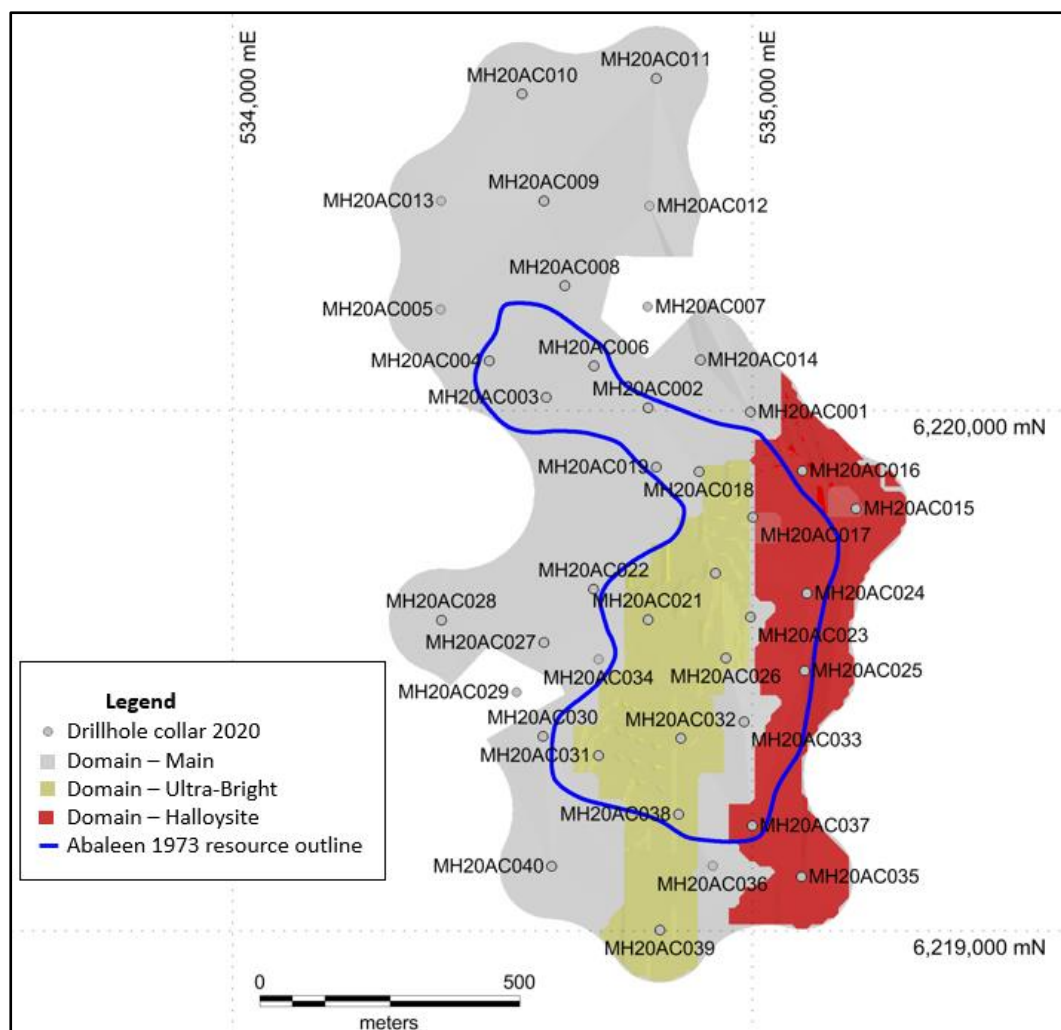 534,000 mE
535,000 mE
MH20AC011
MH20AC010
MH20AC013
MH20AC009
MH20AC012
MH20AC008
MH20AC005
MH20AC007
MH20AC006
MH20AC004
MH20AC014
MH20AC003
MH20AC002
MH20AC001
6,220,000 mN
MH20AC019
MH20AC016
MH20AC018
MH20AC015
MH20AC017
MH20AC022
MH20AC028
MH20AC021
MH20AC024
MH20AC023
MH20AC027
MH20AC034
MH20AC026
MH20AC025
MH20AC029
MH20AC030
MH20AC032
MH20AC033
MH20AC031
MH20AC038
MH20AC037
MH20AC040
MH20AC036
MH20AC035
MH20AC039
6,219,000 mN
Legend
Drillhole collar 2020
Domain – Main
Domain – Ultra-Bright
Domain – Halloysite
Abaleen 1973 resource outline
0
500
meters